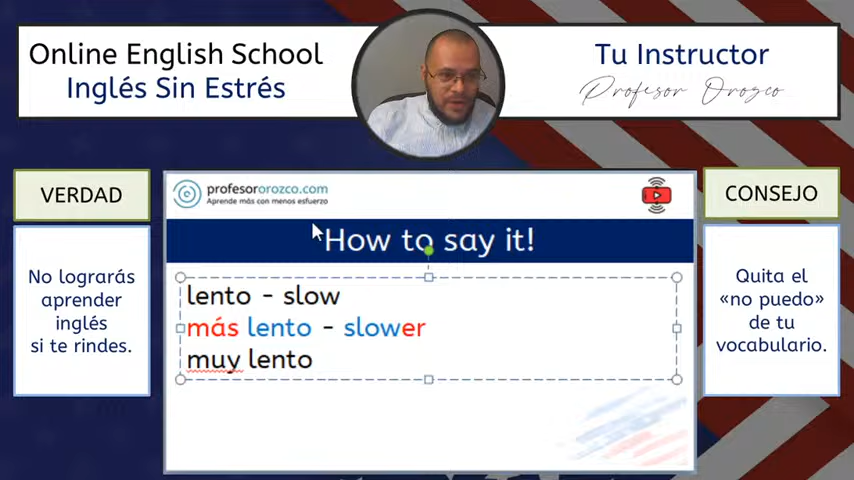 Online English School
Inglés Sin Estrés
Tu Instructor
Profesor Orozco
VERDAD
No lograrás
aprender
inglés
si te rindes.
profesororozco.com
Aprende más con menos esfuerzo
How to say it!
lento - slow
más lento - slower
muy lento
CONSEJO
Quita el
«no puedo»
de tu
vocabulario.